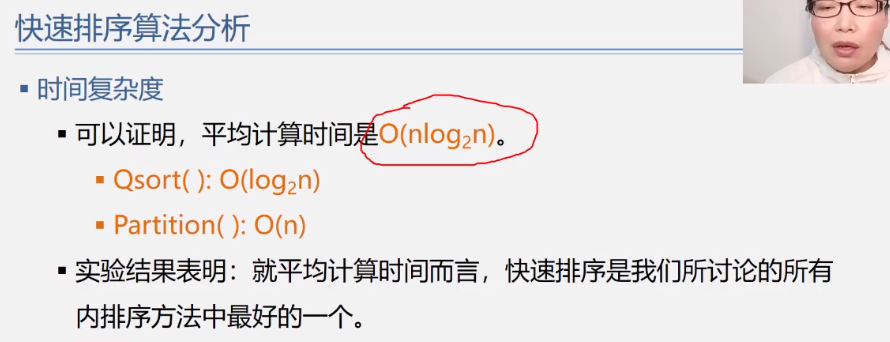 快速排序算法分析
时间复杂度
可以证明，平均计算时间是O(nlog₂n)。
Qsort( ): O(log₂n)
Partition( ): O(n)
实验结果表明：就平均计算时间而言，快速排序是我们所讨论的所有
内排序方法中最好的一个。